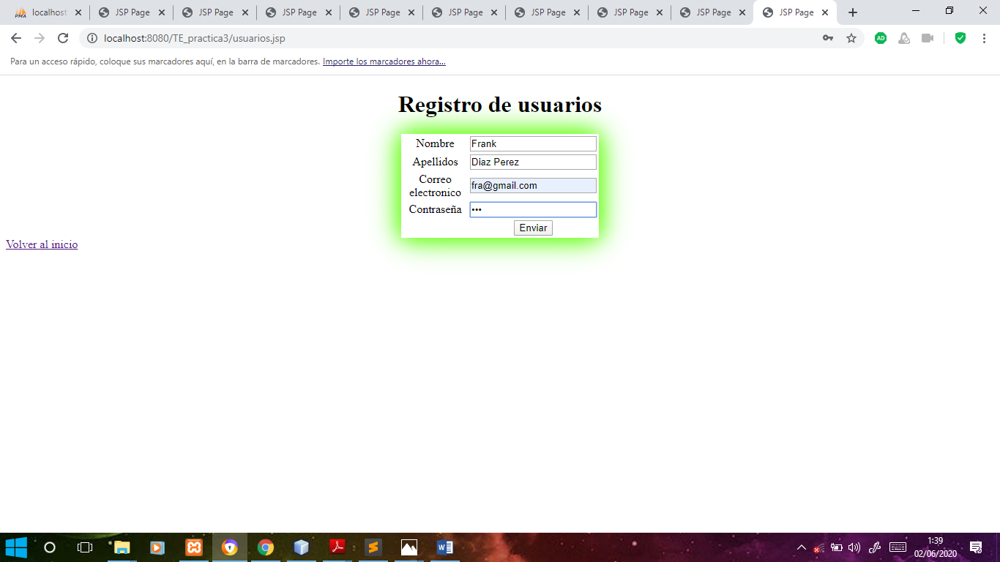 localhost
JSP Page
JSP Page
JSP Page
JSP Page
JSP Page
JSP Page
JSP Page
JSP Page
JSP Page
localhost:8080/TE_practica3/usuarios.jsp
AD
Para un acceso rápido, coloque sus marcadores aquí, en la barra de marcadores. Importe los marcadores ahora...
Registro de usuarios
Nombre Frank
Apellidos Diaz Perez
Correo
electronico fra@gmail.com
Contraseña •••
Enviar
Volver al inicio
1:39
02/06/2020